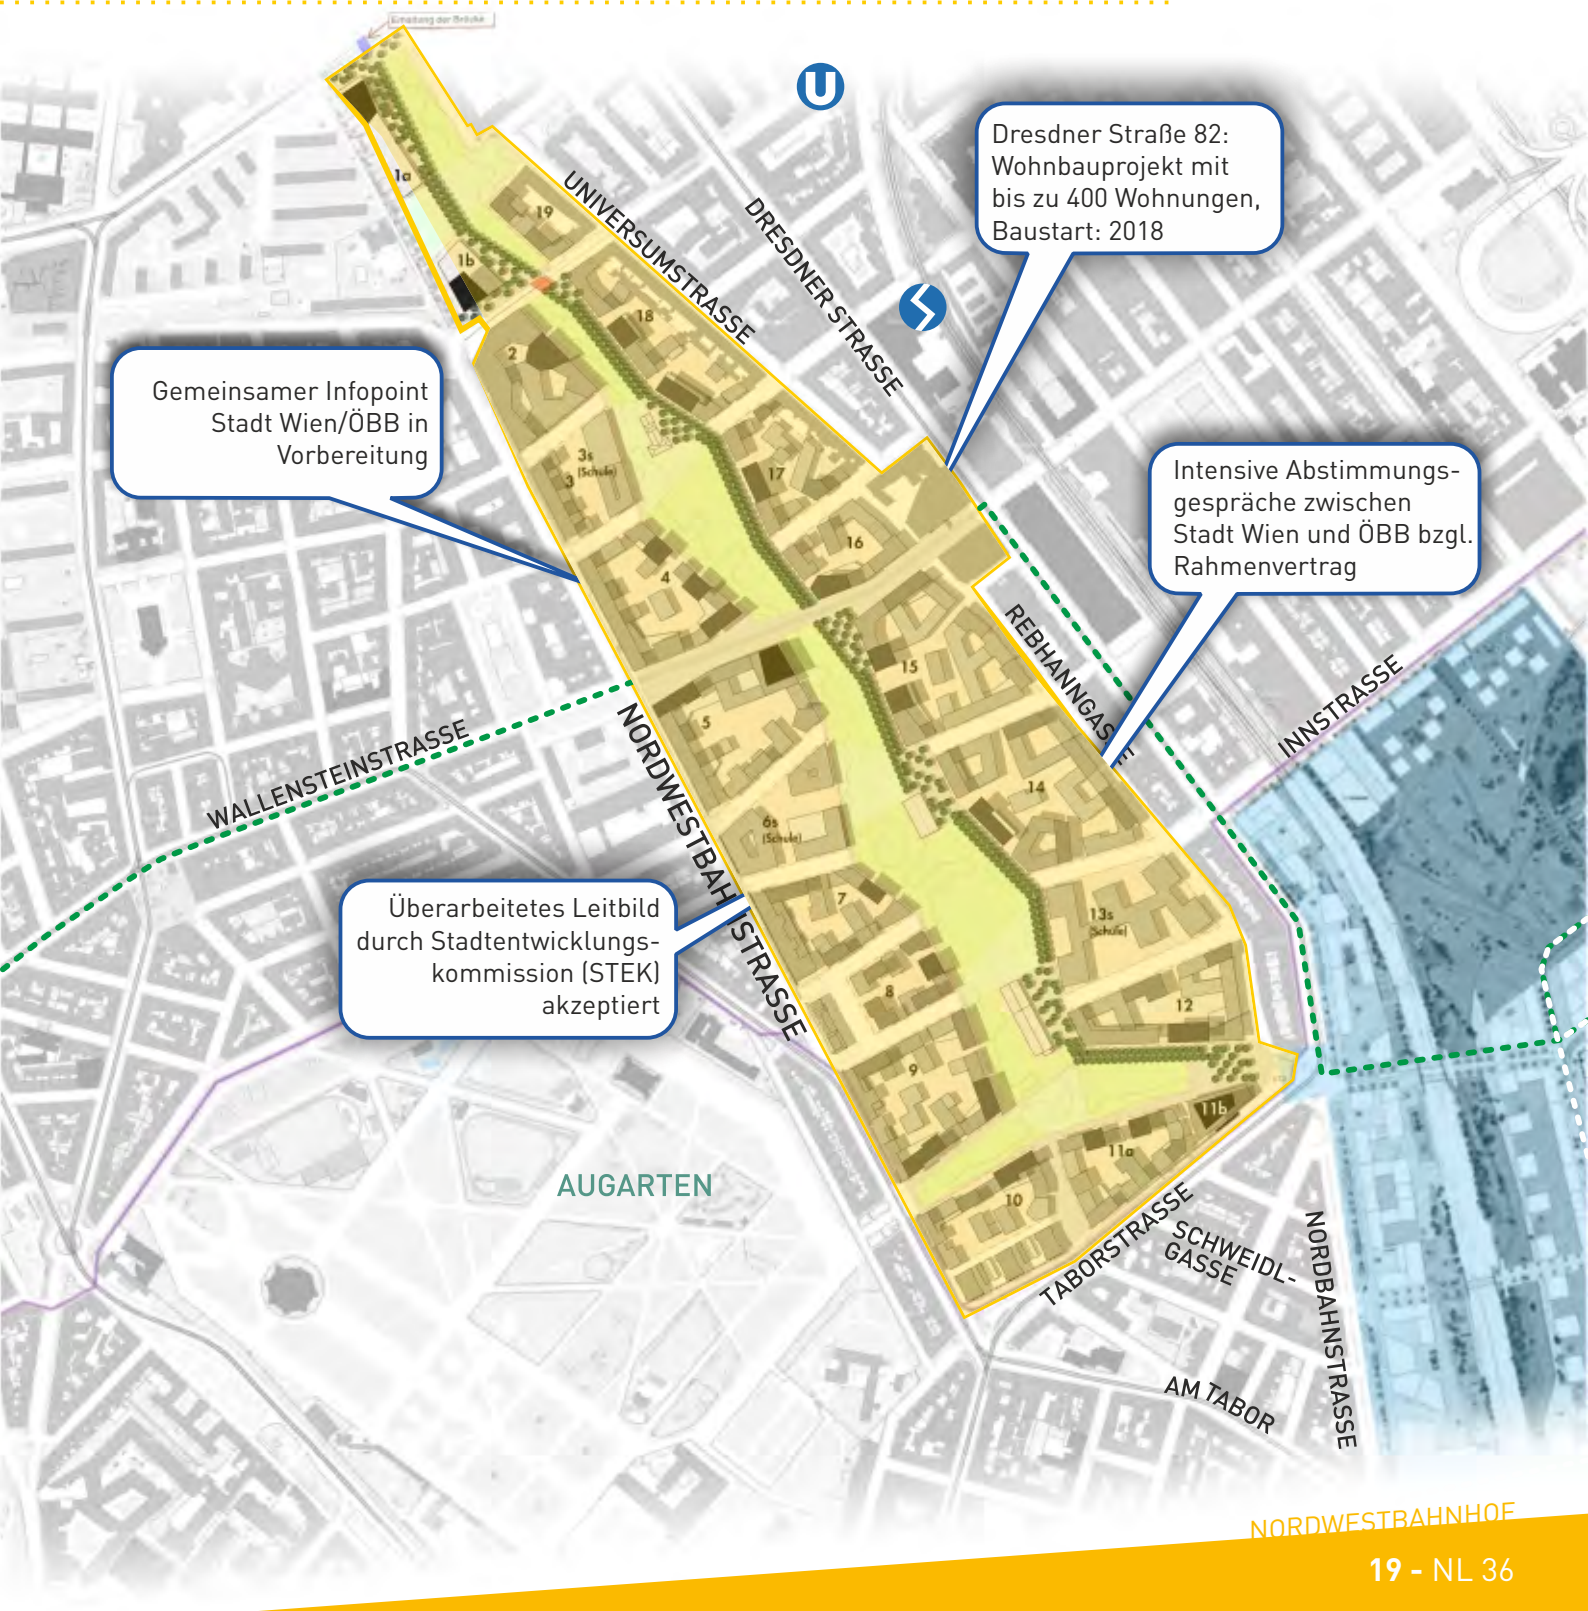 Einladung der Brücke
U
Dresdner Straße 82:
Wohnbauprojekt mit
bis zu 400 Wohnungen,
Baustart: 2018
1a
19
UNIVERSUMSTRASSE
DRESDNER STRASSE
1b
18
2
Gemeinsamer Infopoint
Stadt Wien/ÖBB in
Vorbereitung
3s
(Schule)
3
17
Intensive Abstimmungs-
gespräche zwischen
Stadt Wien und ÖBB bzgl.
Rahmenvertrag
16
4
REBHANNGASSE
15
INNSTRASSE
5
WALLENSTEINSTRASSE
NORDWESTBAHNSTRASSE
14
6s
(Schule)
7
Überarbeitetes Leitbild
durch Stadtentwicklungs-
kommission (STEK)
akzeptiert
13s
(Schule)
8
12
9
11b
11a
AUGARTEN
10
TABORSTRASSE
SCHWEIDL-
GASSE
NORDBAHNSTRASSE
AM TABOR
NORDWESTBAHNHOF
19 - NL 36